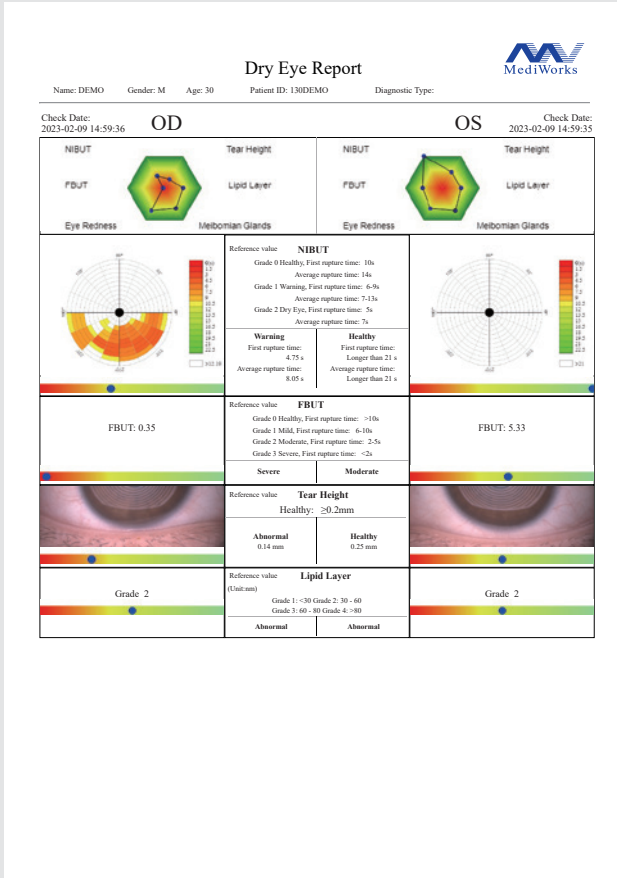 MediWorks
Dry Eye Report
Name: DEMO Gender: M Age: 30 Patient ID: 130DEMO Diagnostic Type:
Check Date:
2023-02-09 14:59:36
OD
OS
Check Date:
2023-02-09 14:59:35
NIBUT Tear Height
FBUT Lipid Layer
Eye Redness Meibomian Glands
NIBUT Tear Height
FBUT Lipid Layer
Eye Redness Meibomian Glands
Reference value NIBUT
Grade 0 Healthy, First rupture time: 10s
Average rupture time: 14s
Grade 1 Warning, First rupture time: 6-9s
Average rupture time: 7-13s
Grade 2 Dry Eye, First rupture time: 5s
Average rupture time: 7s
Warning Healthy
First rupture time: First rupture time:
4.75 s Longer than 21 s
Average rupture time: Average rupture time:
8.05 s Longer than 21 s
FBUT: 0.35
Reference value FBUT
Grade 0 Healthy, First rupture time: >10s
Grade 1 Mild, First rupture time: 6-10s
Grade 2 Moderate, First rupture time: 2-5s
Grade 3 Severe, First rupture time: <2s
Severe Moderate
FBUT: 5.33
Reference value Tear Height
Healthy: ≥0.2mm
Abnormal Healthy
0.14 mm 0.25 mm
Grade 2
Reference value Lipid Layer
(Unit:nm)
Grade 1: <30 Grade 2: 30 - 60
Grade 3: 60 - 80 Grade 4: >80
Abnormal Abnormal
Grade 2